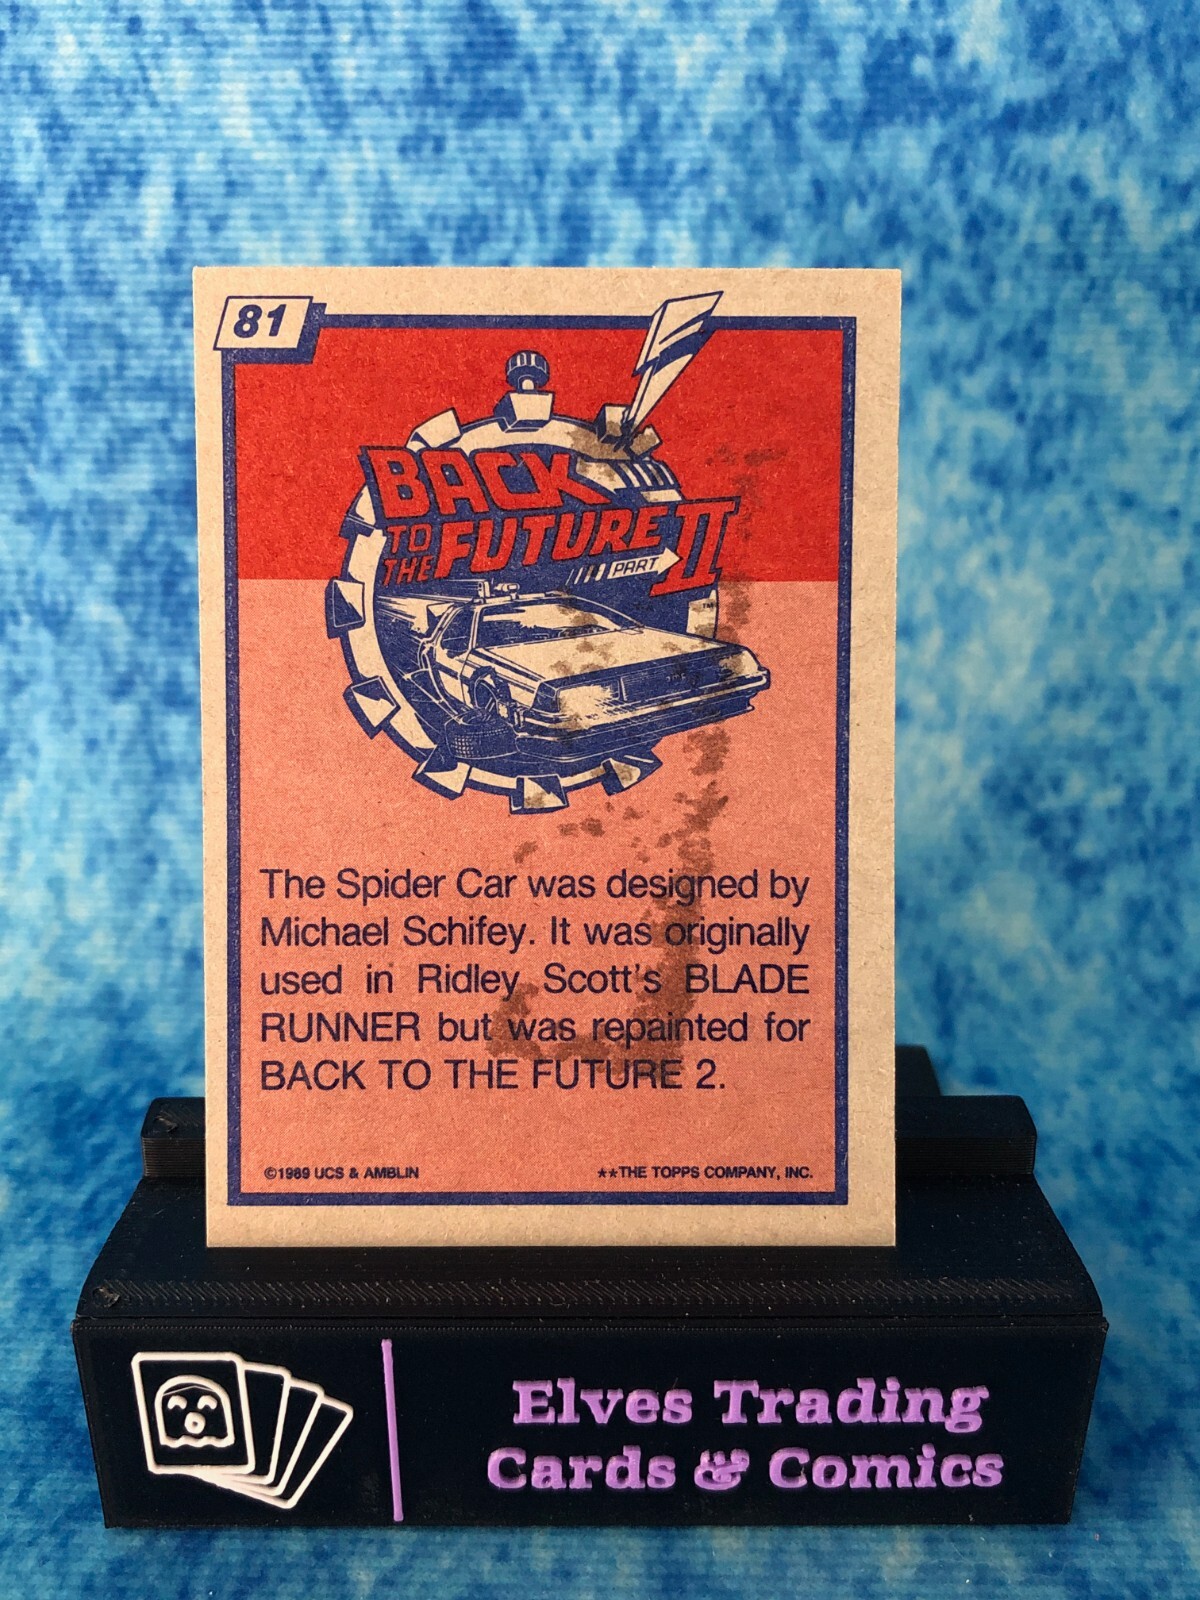 81
BACK
TO THE FUTURE II
PART
TM
The Spider Car was designed by
Michael Schifey. It was originally
used in Ridley Scott's BLADE
RUNNER but was repainted for
BACK TO THE FUTURE 2.
©1989 UCS & AMBLIN **THE TOPPS COMPANY, INC.
Elves Trading
Cards & Comics